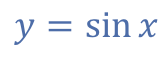 y = sin x